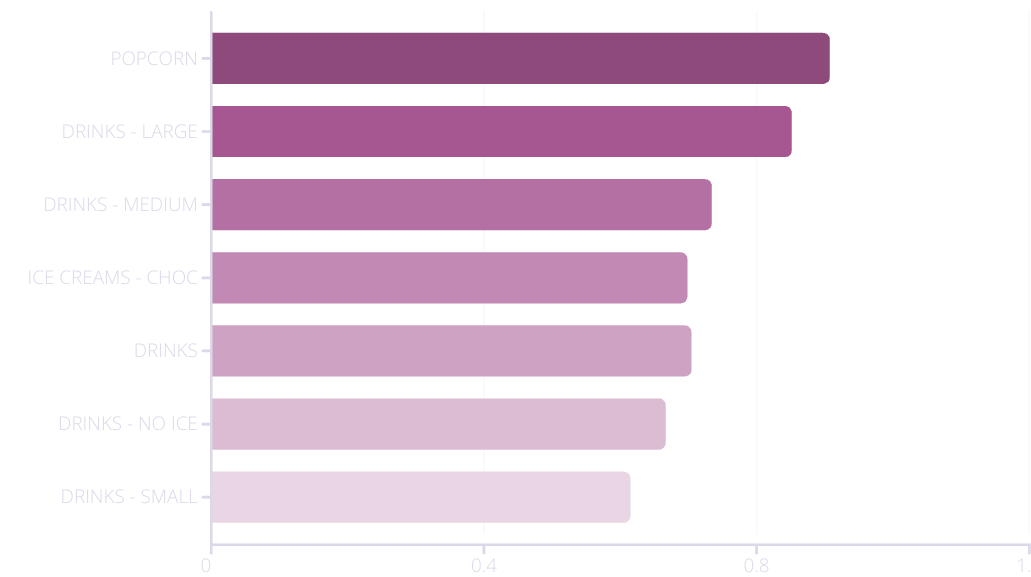 POPCORN
DRINKS - LARGE
DRINKS - MEDIUM
ICE CREAMS - CHOC
DRINKS
DRINKS - NO ICE
DRINKS - SMALL
0 0.4 0.8 1.